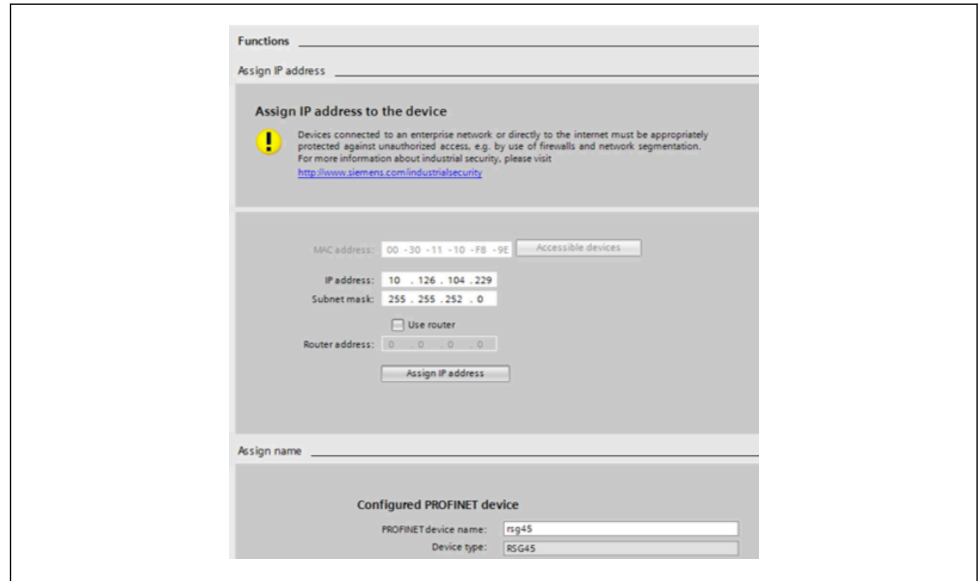 Functions
Assign IP address
Assign IP address to the device
Devices connected to an enterprise network or directly to the internet must be appropriately
protected against unauthorized access, e.g. by use of firewalls and network segmentation.
For more information about industrial security, please visit
http://www.siemens.com/industrialsecurity
MAC address: 00 -30 -11 -10 -F8 -9E Accessible devices
IP address: 10 . 126 . 104 .229
Subnet mask: 255 . 255 .252 . 0
Use router
Router address: 0 . 0 . 0 . 0
Assign IP address
Assign name
Configured PROFINET device
PROFINET device name: rsg45
Device type: RSG45